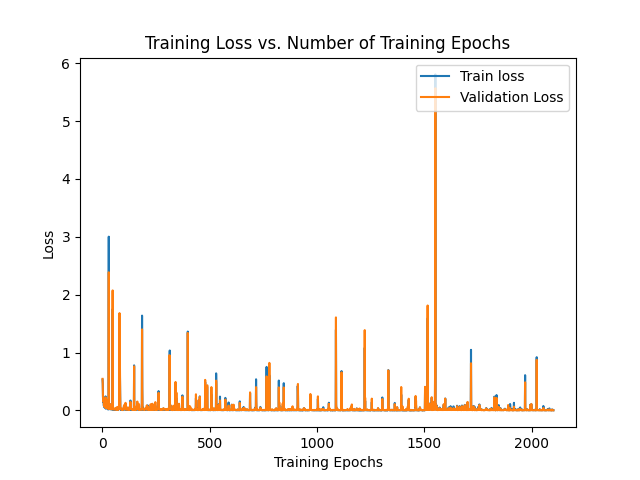 Training Loss vs. Number of Training Epochs
Train loss
Validation Loss
6
5
4
3
2
1
0
Loss
0
500
1000
1500
2000
Training Epochs